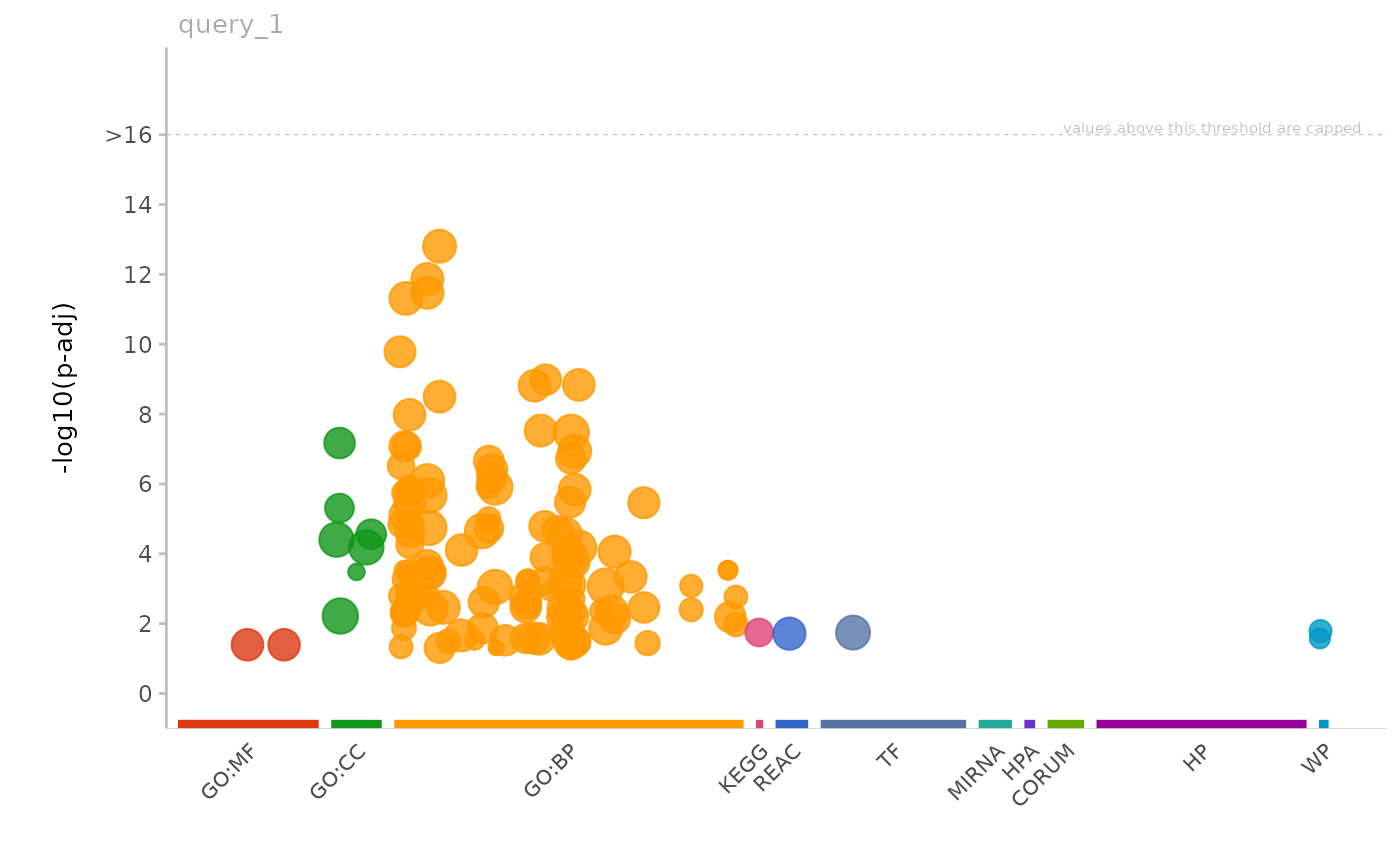 query_1
values above this threshold are capped
>16
14
12
10
8
6
4
2
0
-log10(p-adj)
GO:MF
GO:CC
GO:BP
KEGG
REAC
TF
MIRNA
HPA
CORUM
HP
WP